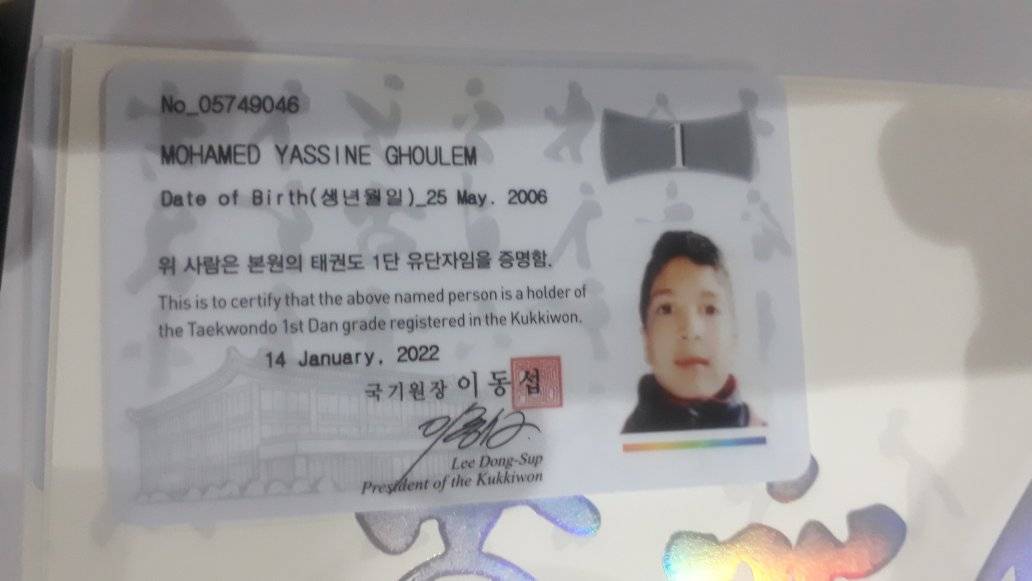 No_05749046
1
MOHAMED YASSINE GHOULEM
Date of Birth(생년월일)_25 May. 2006
위 사람은 본원의 태권도 1단 유단자임을 증명함.
This is to certify that the above named person is a holder of
the Taekwondo 1st Dan grade registered in the Kukkiwon.
14 January, 2022
국기원장 이동섭
Lee Dong-Sup
President of the Kukkiwon